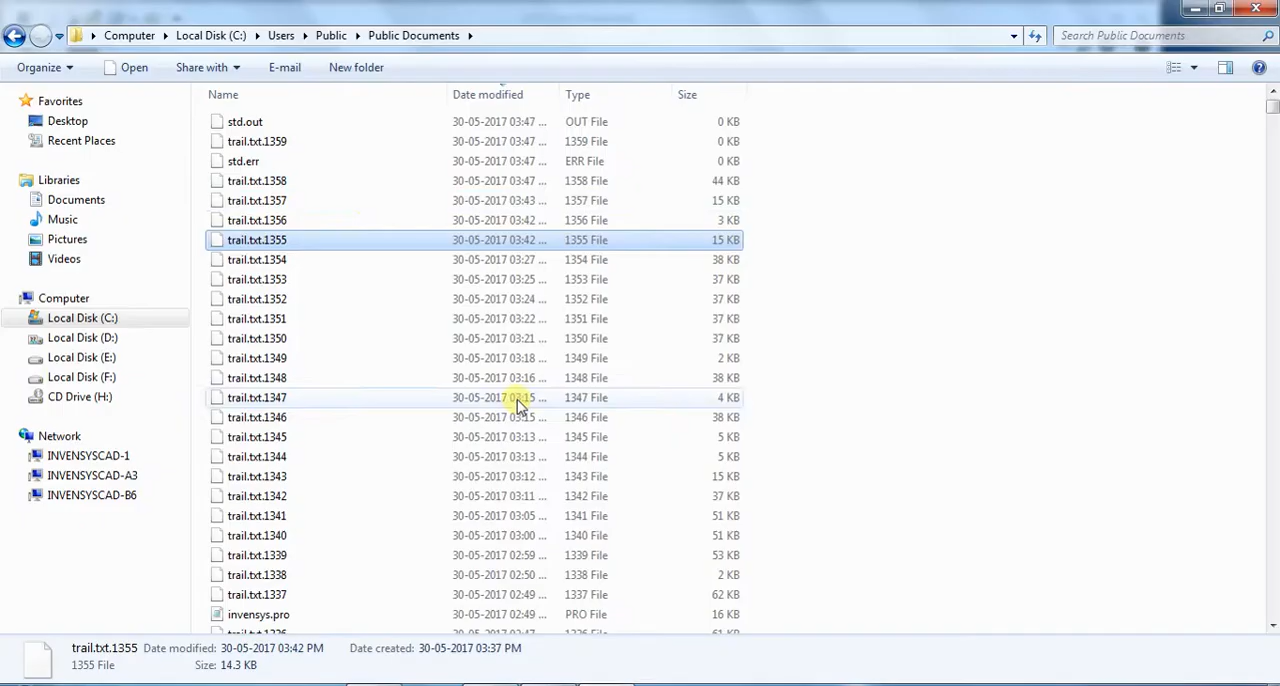 Computer Local Disk (C:) Users Public Public Documents Search Public Documents
Organize Open Share with E-mail New folder
Name Date modified Type Size
Favorites
Desktop
Recent Places
Libraries
Documents
Music
Pictures
Videos
Computer
Local Disk (C:)
Local Disk (D:)
Local Disk (E:)
Local Disk (F:)
CD Drive (H:)
Network
INVENSYSCAD-1
INVENSYSCAD-A3
INVENSYSCAD-B6
std.out 30-05-2017 03:47 ... OUT File 0 KB
trail.txt.1359 30-05-2017 03:47 ... 1359 File 0 KB
std.err 30-05-2017 03:47 ... ERR File 0 KB
trail.txt.1358 30-05-2017 03:47 ... 1358 File 44 KB
trail.txt.1357 30-05-2017 03:43 ... 1357 File 15 KB
trail.txt.1356 30-05-2017 03:42 ... 1356 File 3 KB
trail.txt.1355 30-05-2017 03:42 ... 1355 File 15 KB
trail.txt.1354 30-05-2017 03:27 ... 1354 File 38 KB
trail.txt.1353 30-05-2017 03:25 ... 1353 File 37 KB
trail.txt.1352 30-05-2017 03:24 ... 1352 File 37 KB
trail.txt.1351 30-05-2017 03:22 ... 1351 File 37 KB
trail.txt.1350 30-05-2017 03:21 ... 1350 File 37 KB
trail.txt.1349 30-05-2017 03:18 ... 1349 File 2 KB
trail.txt.1348 30-05-2017 03:16 ... 1348 File 38 KB
trail.txt.1347 30-05-2017 03:15 ... 1347 File 4 KB
trail.txt.1346 30-05-2017 03:15 ... 1346 File 38 KB
trail.txt.1345 30-05-2017 03:13 ... 1345 File 5 KB
trail.txt.1344 30-05-2017 03:13 ... 1344 File 5 KB
trail.txt.1343 30-05-2017 03:12 ... 1343 File 15 KB
trail.txt.1342 30-05-2017 03:11 ... 1342 File 37 KB
trail.txt.1341 30-05-2017 03:05 ... 1341 File 51 KB
trail.txt.1340 30-05-2017 03:00 ... 1340 File 51 KB
trail.txt.1339 30-05-2017 02:59 ... 1339 File 53 KB
trail.txt.1338 30-05-2017 02:50 ... 1338 File 2 KB
trail.txt.1337 30-05-2017 02:49 ... 1337 File 62 KB
invensys.pro 30-05-2017 02:49 ... PRO File 16 KB
trail.txt.1355 Date modified: 30-05-2017 03:42 PM Date created: 30-05-2017 03:37 PM
1355 File Size: 14.3 KB